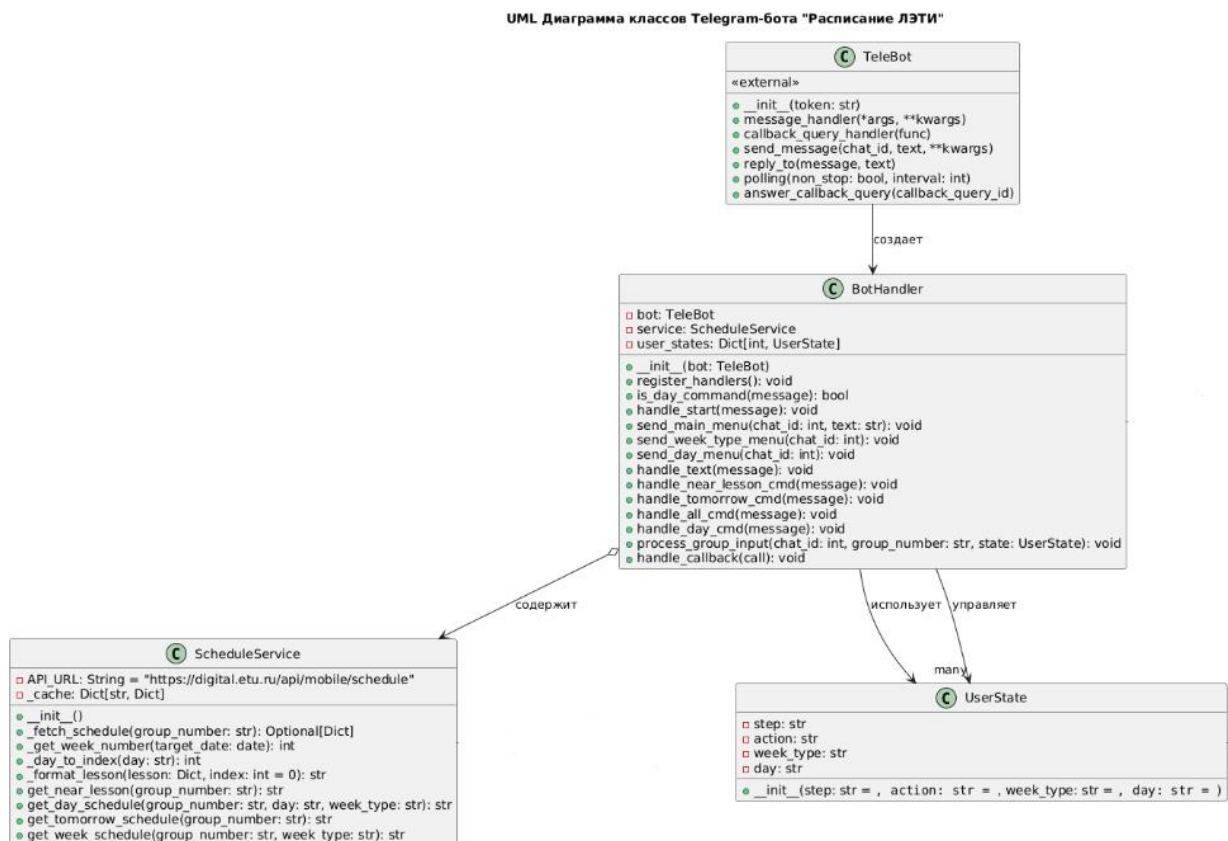 UML Диаграмма классов Telegram-бота "Расписание ЛЭТИ"
C TeleBot
«external»
__init__(token: str)
message_handler(*args, **kwargs)
callback_query_handler(func)
send_message(chat_id, text, **kwargs)
reply_to(message, text)
polling(non_stop: bool, interval: int)
answer_callback_query(callback_query_id)
создает
C BotHandler
bot: TeleBot
service: ScheduleService
user_states: Dict[int, UserState]
__init__(bot: TeleBot)
register_handlers(): void
is_day_command(message): bool
handle_start(message): void
send_main_menu(chat_id: int, text: str): void
send_week_type_menu(chat_id: int): void
send_day_menu(chat_id: int): void
handle_text(message): void
handle_near_lesson_cmd(message): void
handle_tomorrow_cmd(message): void
handle_all_cmd(message): void
handle_day_cmd(message): void
process_group_input(chat_id: int, group_number: str, state: UserState): void
handle_callback(call): void
содержит
использует
управляет
many
C ScheduleService
API_URL: String = "https://digital.etu.ru/api/mobile/schedule"
_cache: Dict[str, Dict]
__init__()
_fetch_schedule(group_number: str): Optional[Dict]
_get_week_number(target_date: date): int
_day_to_index(day: str): int
_format_lesson(lesson: Dict, index: int = 0): str
get_near_lesson(group_number: str): str
get_day_schedule(group_number: str, day: str, week_type: str): str
get_tomorrow_schedule(group_number: str): str
get_week_schedule(group_number: str, week_type: str): str
C UserState
step: str
action: str
week_type: str
day: str
__init__(step: str = , action: str = , week_type: str = , day: str = )